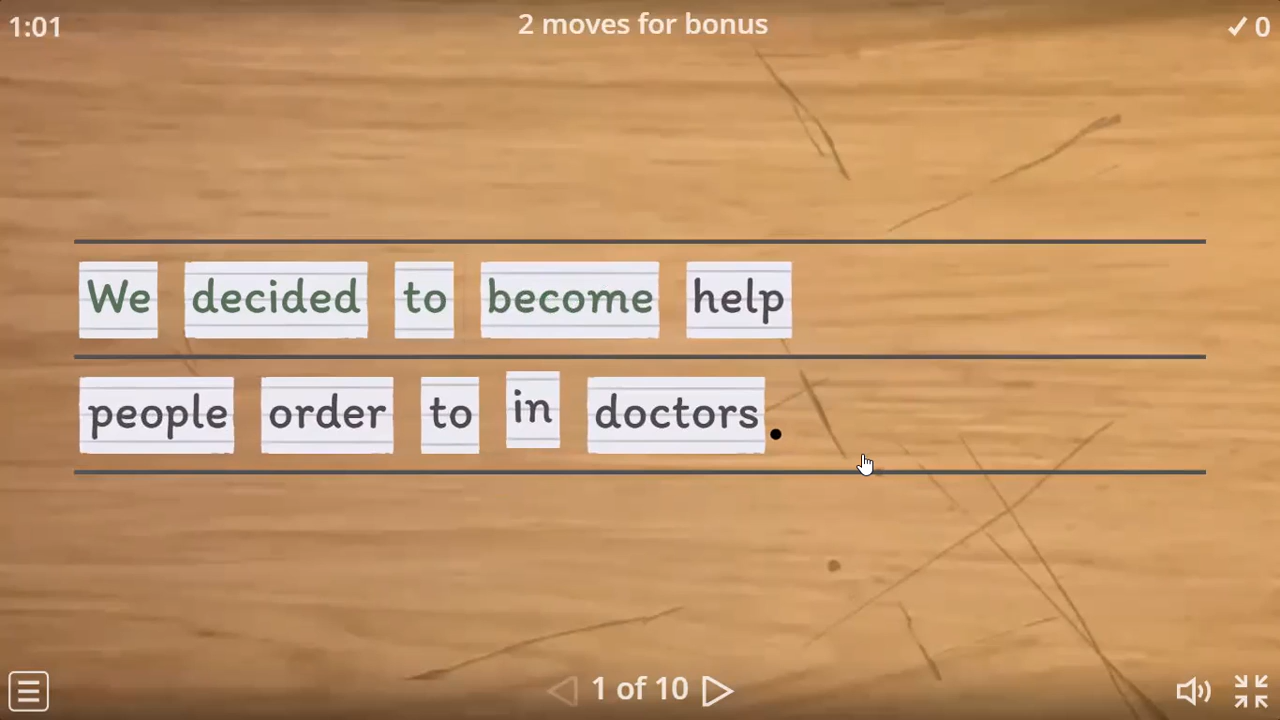 1:01 2 moves for bonus ✓ 0
We decided to become help
people order to in doctors.
1 of 10